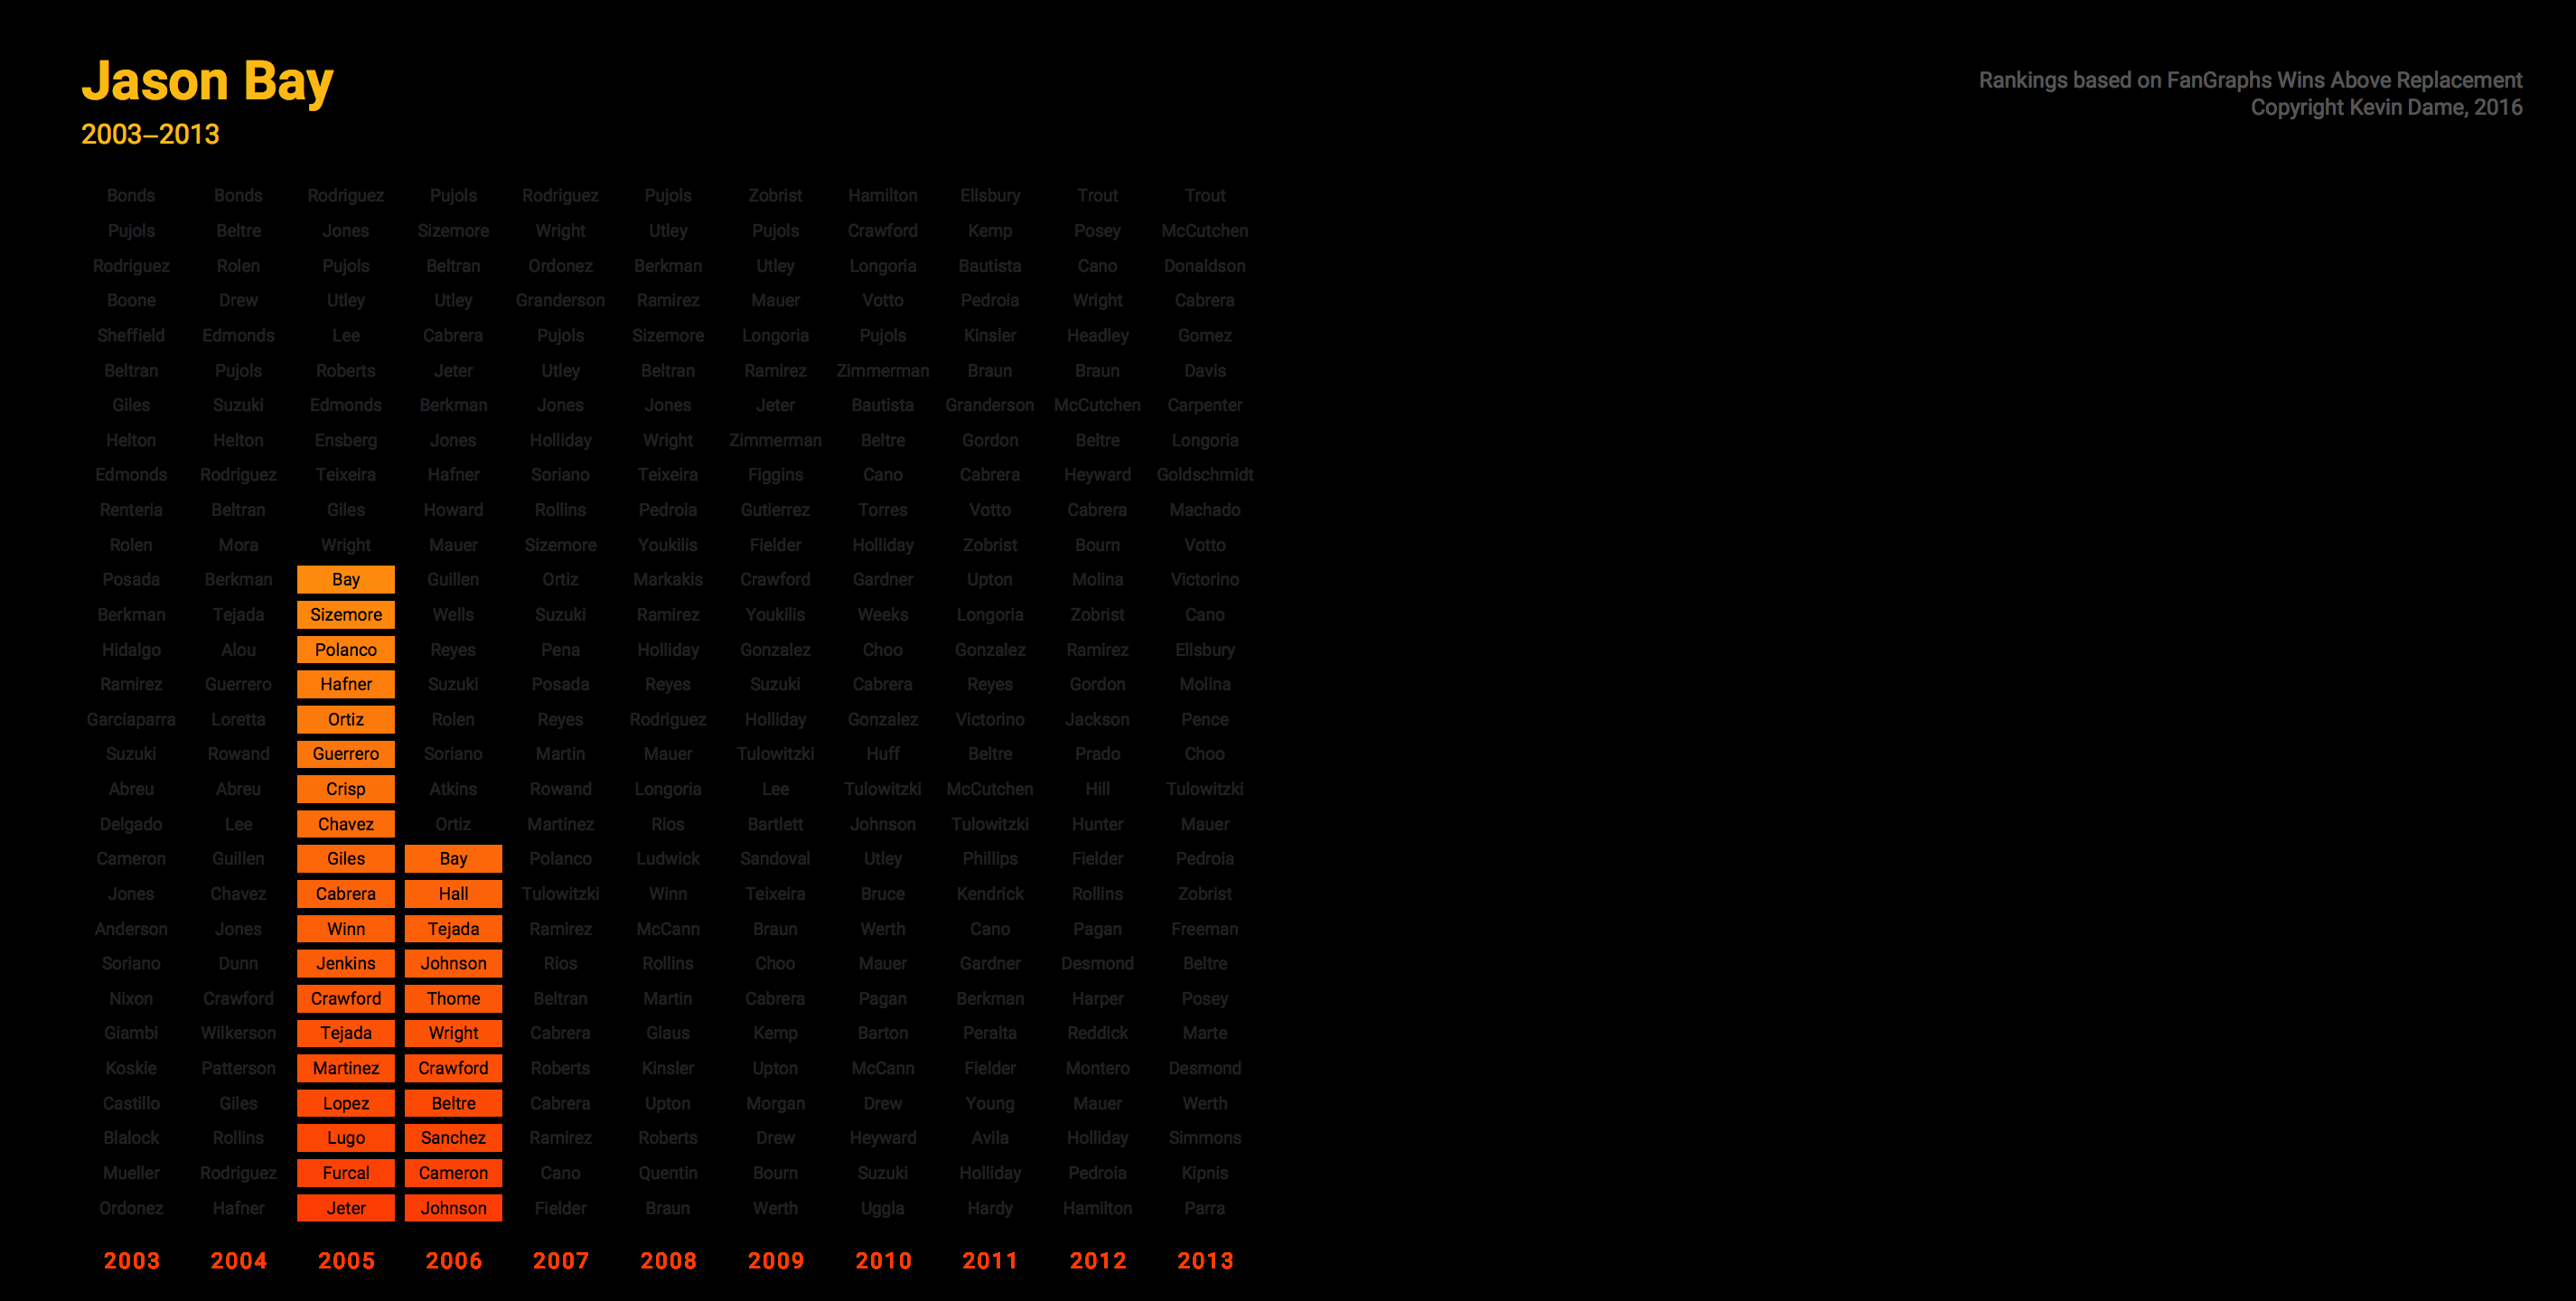 Jason Bay
2003–2013
Rankings based on FanGraphs Wins Above Replacement
Copyright Kevin Dame, 2016
Bonds Bonds Rodriguez Pujols Rodriguez Pujols Zobrist Hamilton Ellsbury Trout Trout
Pujols Beltre Jones Sizemore Wright Utley Pujols Crawford Kemp Posey McCutchen
Rodriguez Rolen Pujols Beltran Ordonez Berkman Utley Longoria Bautista Cano Donaldson
Boone Drew Utley Utley Granderson Ramirez Mauer Votto Pedroia Wright Cabrera
Sheffield Edmonds Lee Cabrera Pujols Sizemore Longoria Pujols Kinsler Headley Gomez
Beltran Pujols Roberts Jeter Utley Beltran Ramirez Zimmerman Braun Braun Davis
Giles Suzuki Edmonds Berkman Jones Jones Jeter Bautista Granderson McCutchen Carpenter
Helton Helton Ensberg Jones Holliday Wright Zimmerman Beltre Gordon Beltre Longoria
Edmonds Rodriguez Teixeira Hafner Soriano Teixeira Figgins Cano Cabrera Heyward Goldschmidt
Renteria Beltran Giles Howard Rollins Pedroia Gutierrez Torres Votto Cabrera Machado
Rolen Mora Wright Mauer Sizemore Youkilis Fielder Holliday Zobrist Bourn Votto
Posada Berkman Bay Guillen Ortiz Markakis Crawford Gardner Upton Molina Victorino
Berkman Tejada Sizemore Wells Suzuki Ramirez Youkilis Weeks Longoria Zobrist Cano
Hidalgo Alou Polanco Reyes Pena Holliday Gonzalez Choo Gonzalez Ramirez Ellsbury
Ramirez Guerrero Hafner Suzuki Posada Reyes Suzuki Cabrera Reyes Gordon Molina
Garciaparra Loretta Ortiz Rolen Reyes Rodriguez Holliday Gonzalez Victorino Jackson Pence
Suzuki Rowand Guerrero Soriano Martin Mauer Tulowitzki Huff Beltre Prado Choo
Abreu Abreu Crisp Atkins Rowand Longoria Lee Tulowitzki McCutchen Hill Tulowitzki
Delgado Lee Chavez Ortiz Martinez Rios Bartlett Johnson Tulowitzki Hunter Mauer
Cameron Guillen Giles Bay Polanco Ludwick Sandoval Utley Phillips Fielder Pedroia
Jones Chavez Cabrera Hall Tulowitzki Winn Teixeira Bruce Kendrick Rollins Zobrist
Anderson Jones Winn Tejada Ramirez McCann Braun Werth Cano Pagan Freeman
Soriano Dunn Jenkins Johnson Rios Rollins Choo Mauer Gardner Desmond Beltre
Nixon Crawford Crawford Thome Beltran Martin Cabrera Pagan Berkman Harper Posey
Giambi Wilkerson Tejada Wright Cabrera Glaus Kemp Barton Peralta Reddick Marte
Koskie Patterson Martinez Crawford Roberts Kinsler Upton McCann Fielder Montero Desmond
Castillo Giles Lopez Beltre Cabrera Upton Morgan Drew Young Mauer Werth
Blalock Rollins Lugo Sanchez Ramirez Roberts Drew Heyward Avila Holliday Simmons
Mueller Rodriguez Furcal Cameron Cano Quentin Bourn Suzuki Holliday Pedroia Kipnis
Ordonez Hafner Jeter Johnson Fielder Braun Werth Uggla Hardy Hamilton Parra
2003 2004 2005 2006 2007 2008 2009 2010 2011 2012 2013